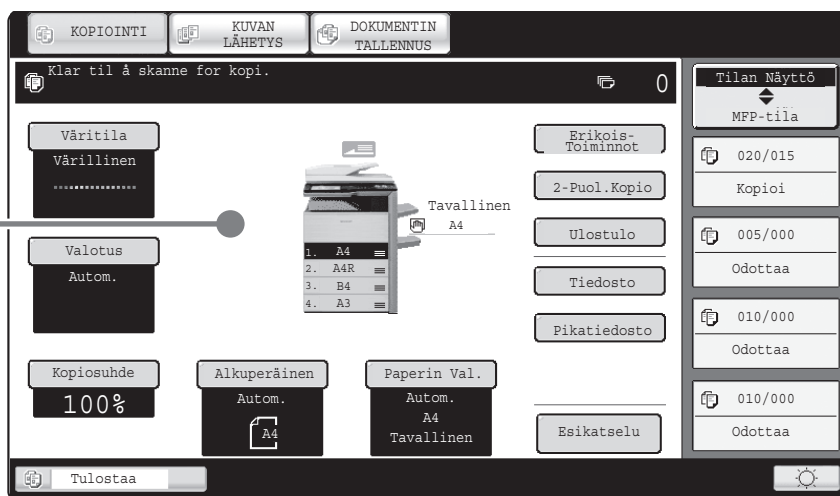 KOPIOINTI
KUVAN
LÄHETYS
DOKUMENTIN
TALLENNUS
Klar til å skanne for kopi.
0
Tilan Näyttö
MFP-tila
Väritila
Värillinen
Valotus
Autom.
Kopiosuhde
100%
Alkuperäinen
Autom.
A4
Paperin Val.
Autom.
A4
Tavallinen
1. A4
2. A4R
3. B4
4. A3
Tavallinen
A4
Erikois-
Toiminnot
2-Puol.Kopio
Ulostulo
Tiedosto
Pikatiedosto
Esikatselu
020/015
Kopioi
005/000
Odottaa
010/000
Odottaa
010/000
Odottaa
Tulostaa